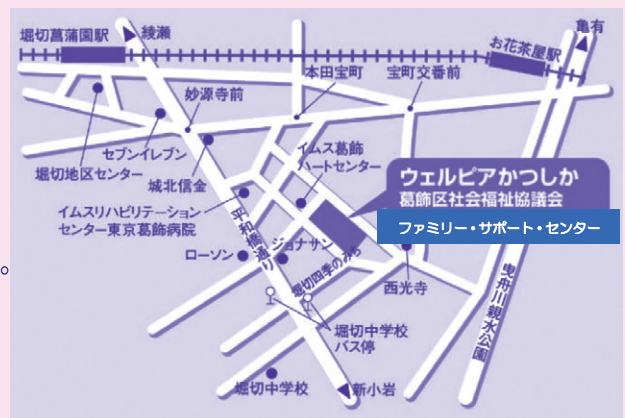 堀切菖蒲園駅
綾瀬
亀有
お花茶屋駅
本田宝町
宝町交番前
妙源寺前
セブンイレブン
堀切地区センター
城北信金
イムス葛飾
ハートセンター
ウェルピアかつしか
葛飾区社会福祉協議会
ファミリー・サポート・センター
イムスリハビリテーション
センター東京葛飾病院
平和橋通り
ローソン
ジョナサン
堀切四季のみち
西光寺
曳舟川親水公園
堀切中学校
バス停
堀切中学校
新小岩
。